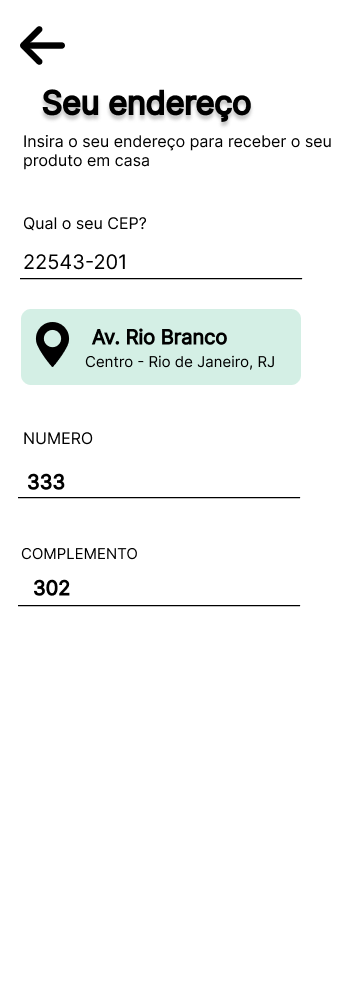 Seu endereço
Insira o seu endereço para receber o seu
produto em casa
Qual o seu CEP?
22543-201
Av. Rio Branco
Centro - Rio de Janeiro, RJ
NUMERO
333
COMPLEMENTO
302